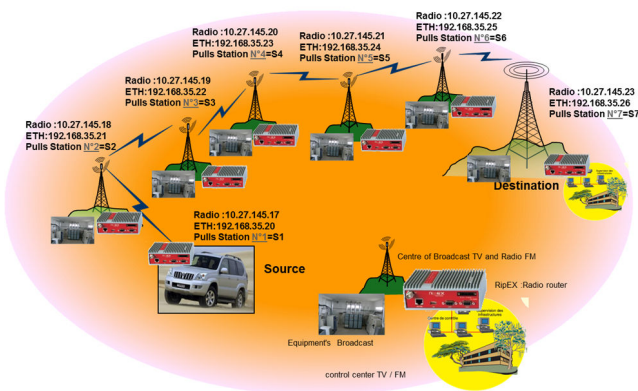 Radio :10.27.145.22
ETH:192.168.35.25
Pulls Station N°6=S6
Radio :10.27.145.21
ETH:192.168.35.24
Pulls Station N°5=S5
Radio :10.27.145.20
ETH:192.168.35.23
Pulls Station N°4=S4
Radio :10.27.145.19
ETH:192.168.35.22
Pulls Station N°3=S3
Radio :10.27.145.23
ETH:192.168.35.26
Pulls Station N°7=S7
Radio :10.27.145.18
ETH:192.168.35.21
Pulls Station N°2=S2
Destination
Radio :10.27.145.17
ETH:192.168.35.20
Pulls Station N°1=S1
Source
Centre of Broadcast TV and Radio FM
RipEX :Radio router
Supervision des
infrastructures
Centre de contrôle
Equipment's Broadcast
control center TV / FM